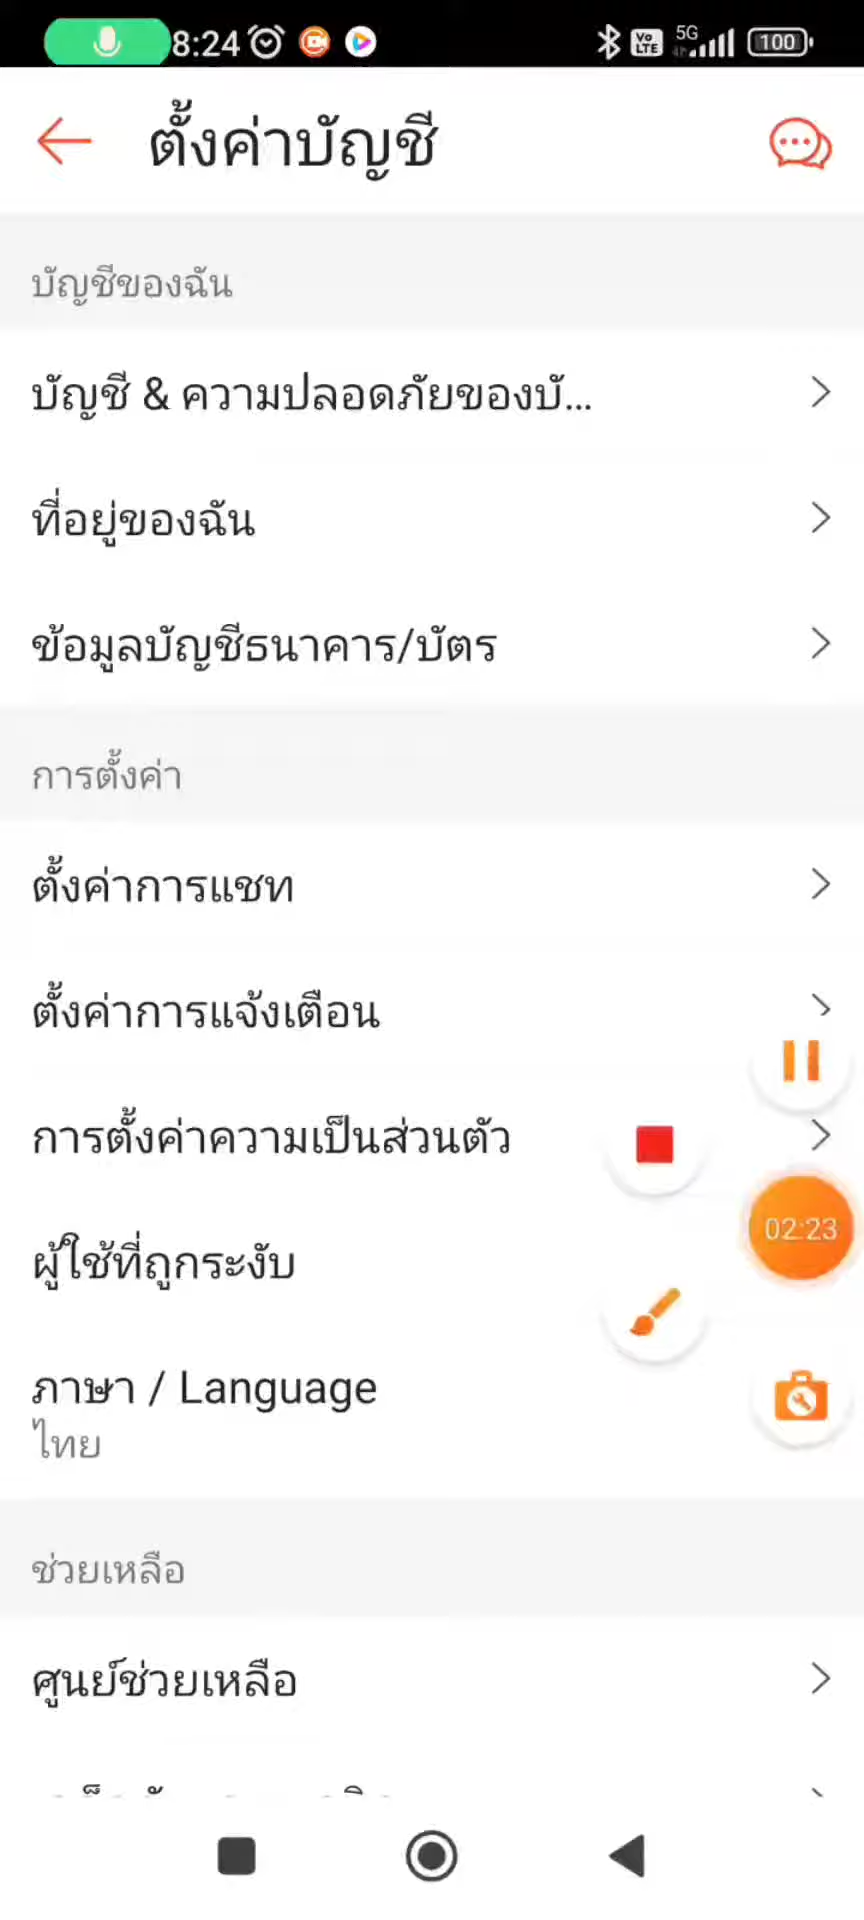 8:24
Vo LTE 5G 100
ตั้งค่าบัญชี
บัญชีของฉัน
บัญชี & ความปลอดภัยของบั...
ที่อยู่ของฉัน
ข้อมูลบัญชีธนาคาร/บัตร
การตั้งค่า
ตั้งค่าการแชท
ตั้งค่าการแจ้งเตือน
การตั้งค่าความเป็นส่วนตัว
02:23
ผู้ใช้ที่ถูกระงับ
ภาษา / Language
ไทย
ช่วยเหลือ
ศูนย์ช่วยเหลือ